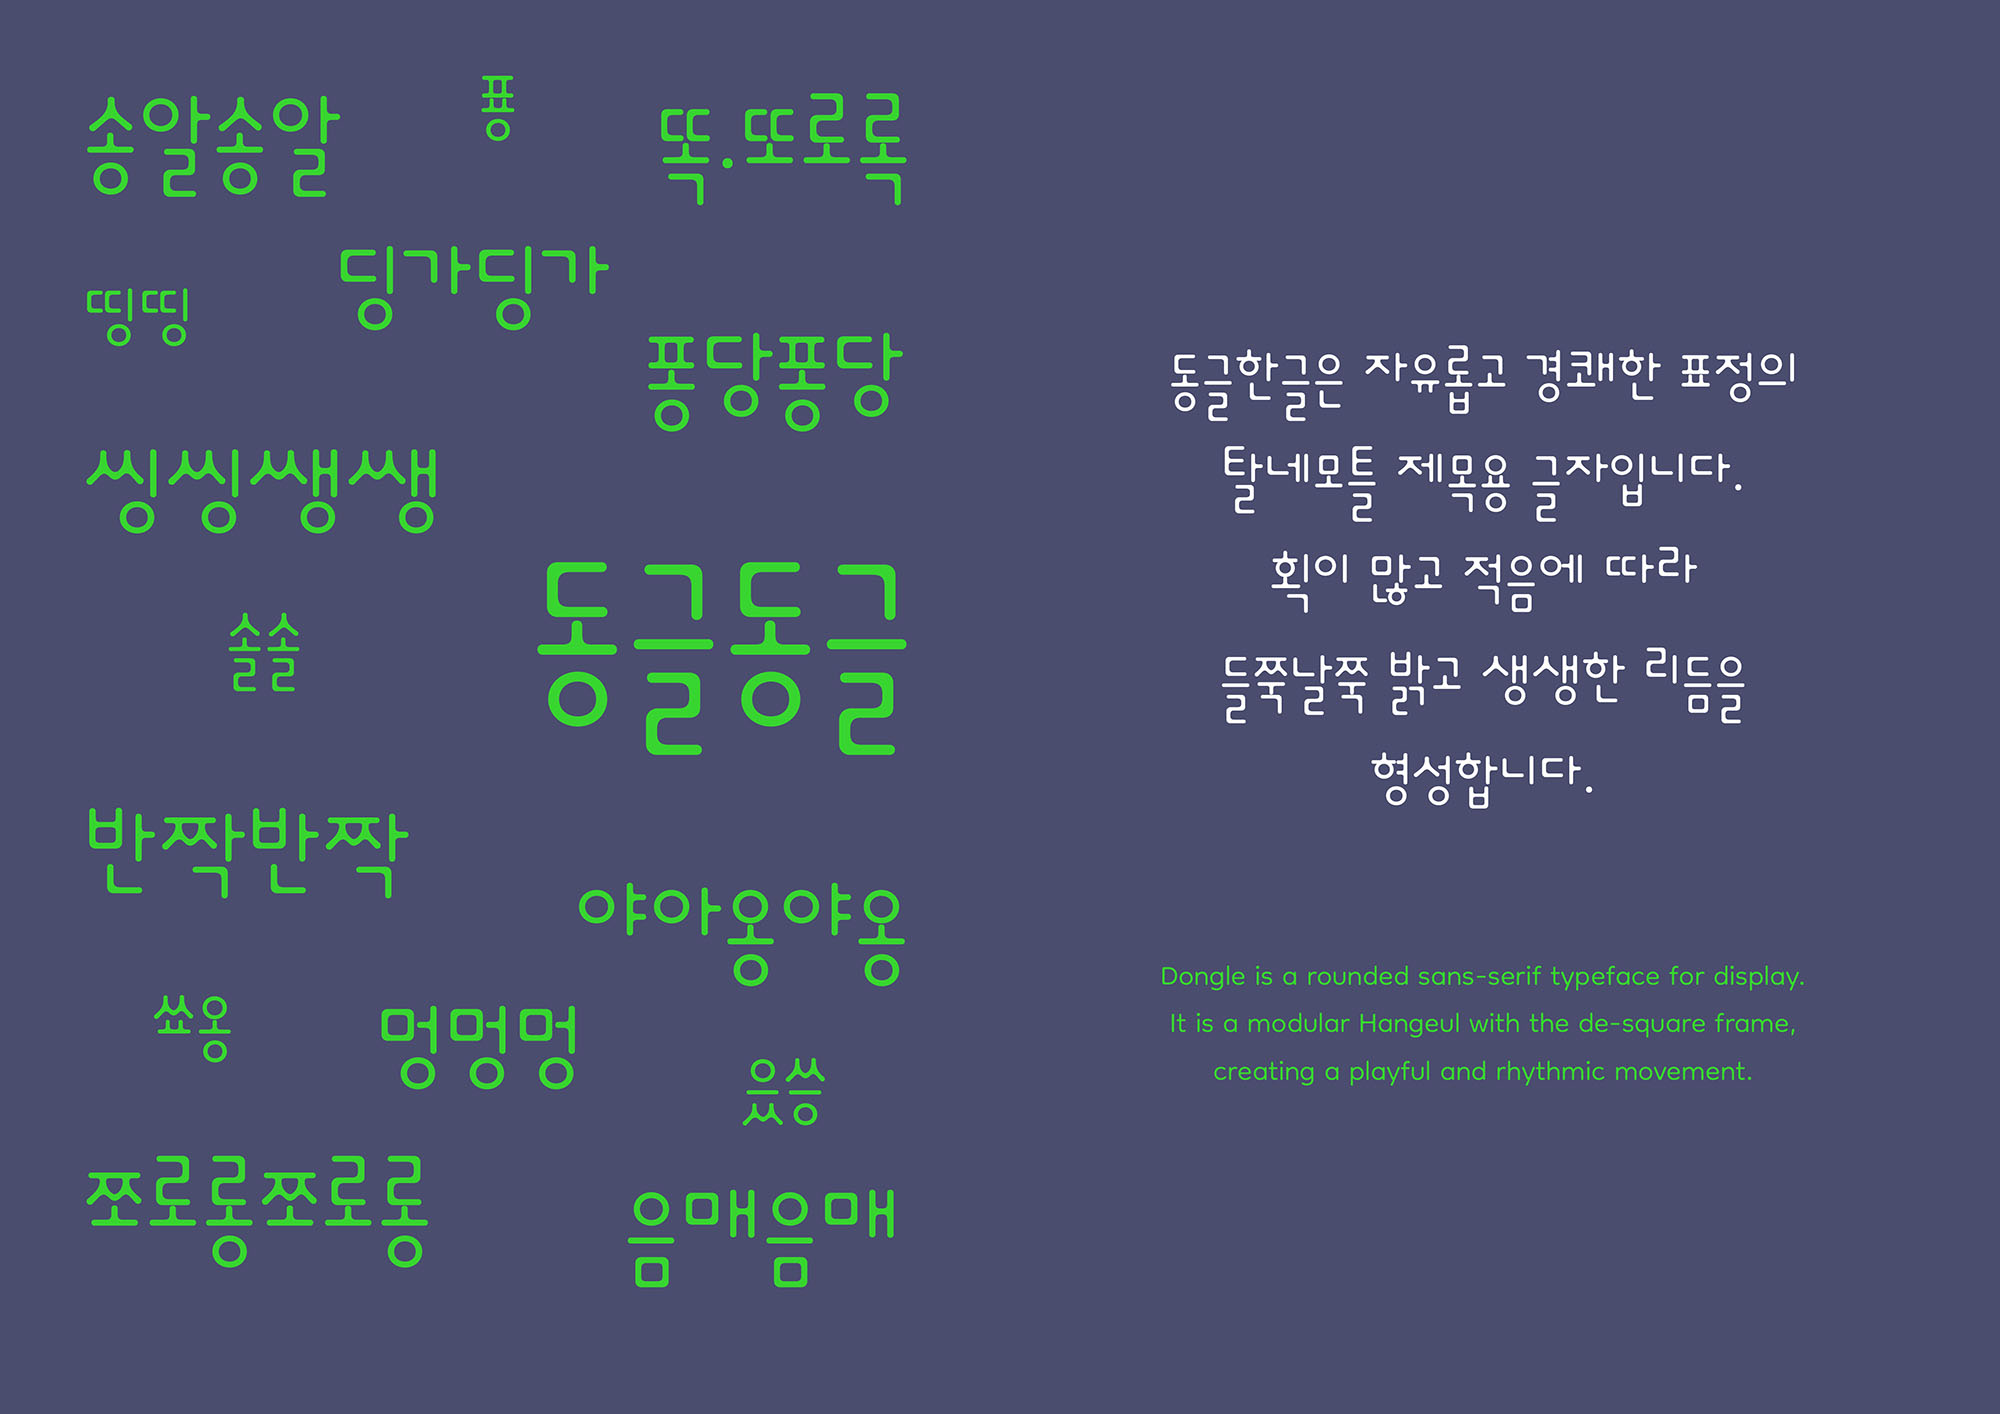 송알송알
퓽
똑.또로록
딩가딩가
띵띵
퐁당퐁당
씽씽쌩쌩
동글동글
솔솔
반짝반짝
야아옹야옹
쑈옹
멍멍멍
읐쓩
쪼로롱쪼로롱
음매음매
동글한글은 자유롭고 경쾌한 표정의
탈네모틀 제목용 글자입니다.
획이 많고 적음에 따라
들쭉날쭉 밝고 생생한 리듬을
형성합니다.
Dongle is a rounded sans-serif typeface for display.
It is a modular Hangeul with the de-square frame,
creating a playful and rhythmic movement.